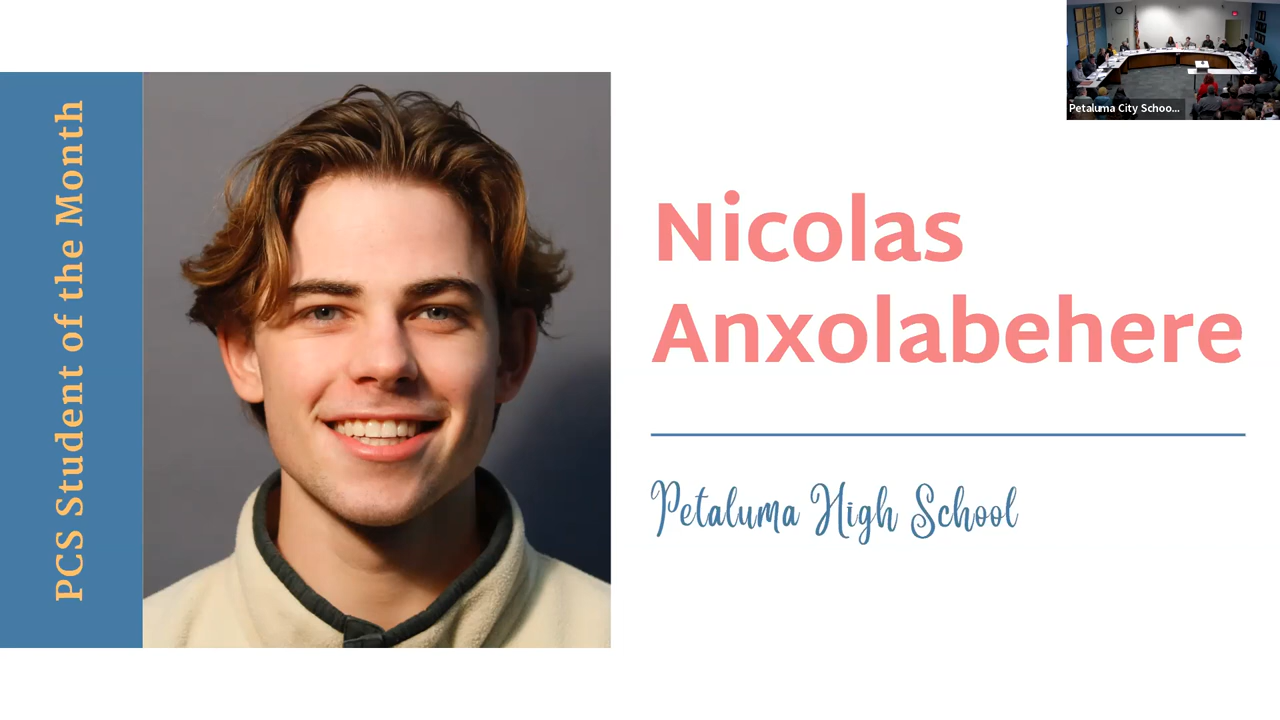 PCS Student of the Month
Petaluma City Schoo...
Nicolas
Anxolabehere
Petaluma High School